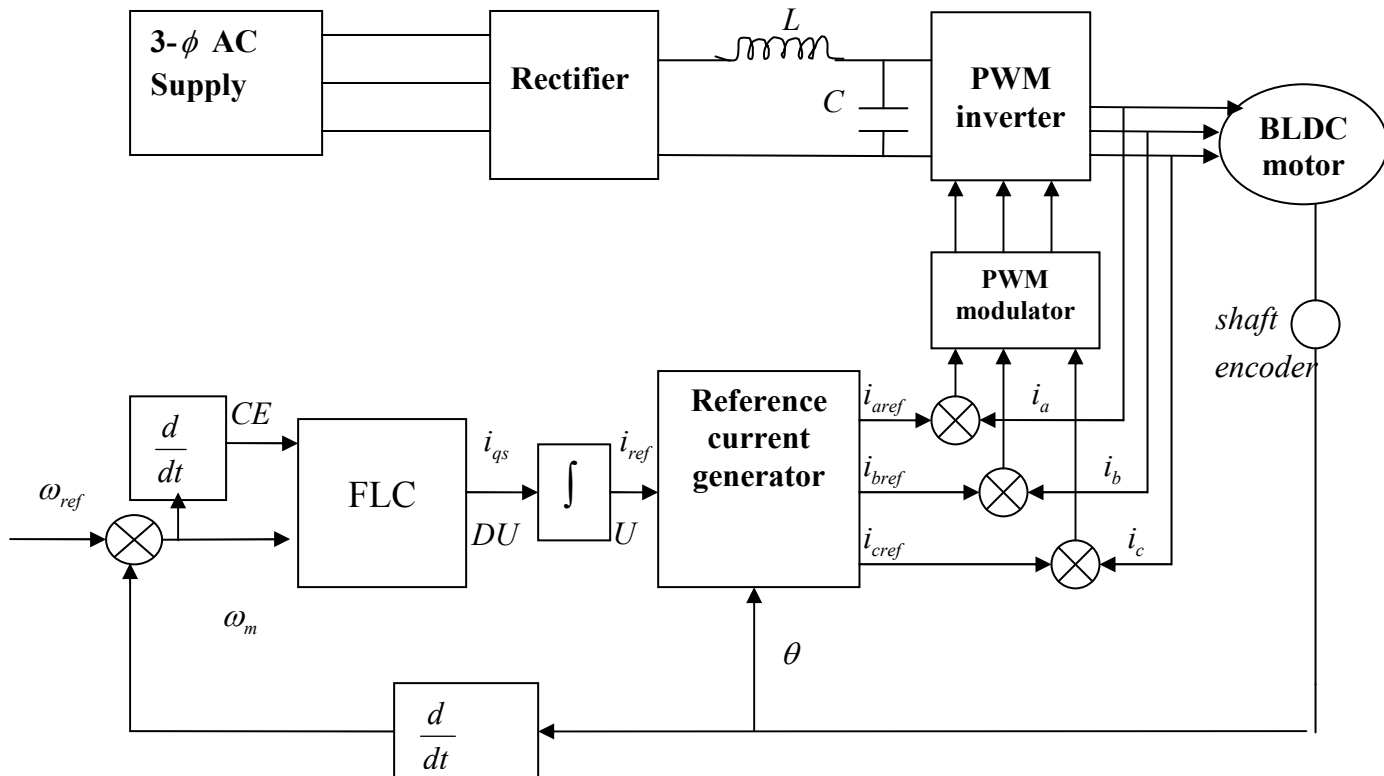 3-ϕ AC
Supply
Rectifier
L
C
PWM
inverter
BLDC
motor
PWM
modulator
shaft
encoder
d
dt
CE
ω_ref
FLC
i_qs
DU
∫
i_ref
U
Reference
current
generator
i_aref
i_a
i_bref
i_b
i_cref
i_c
ω_m
θ
d
dt